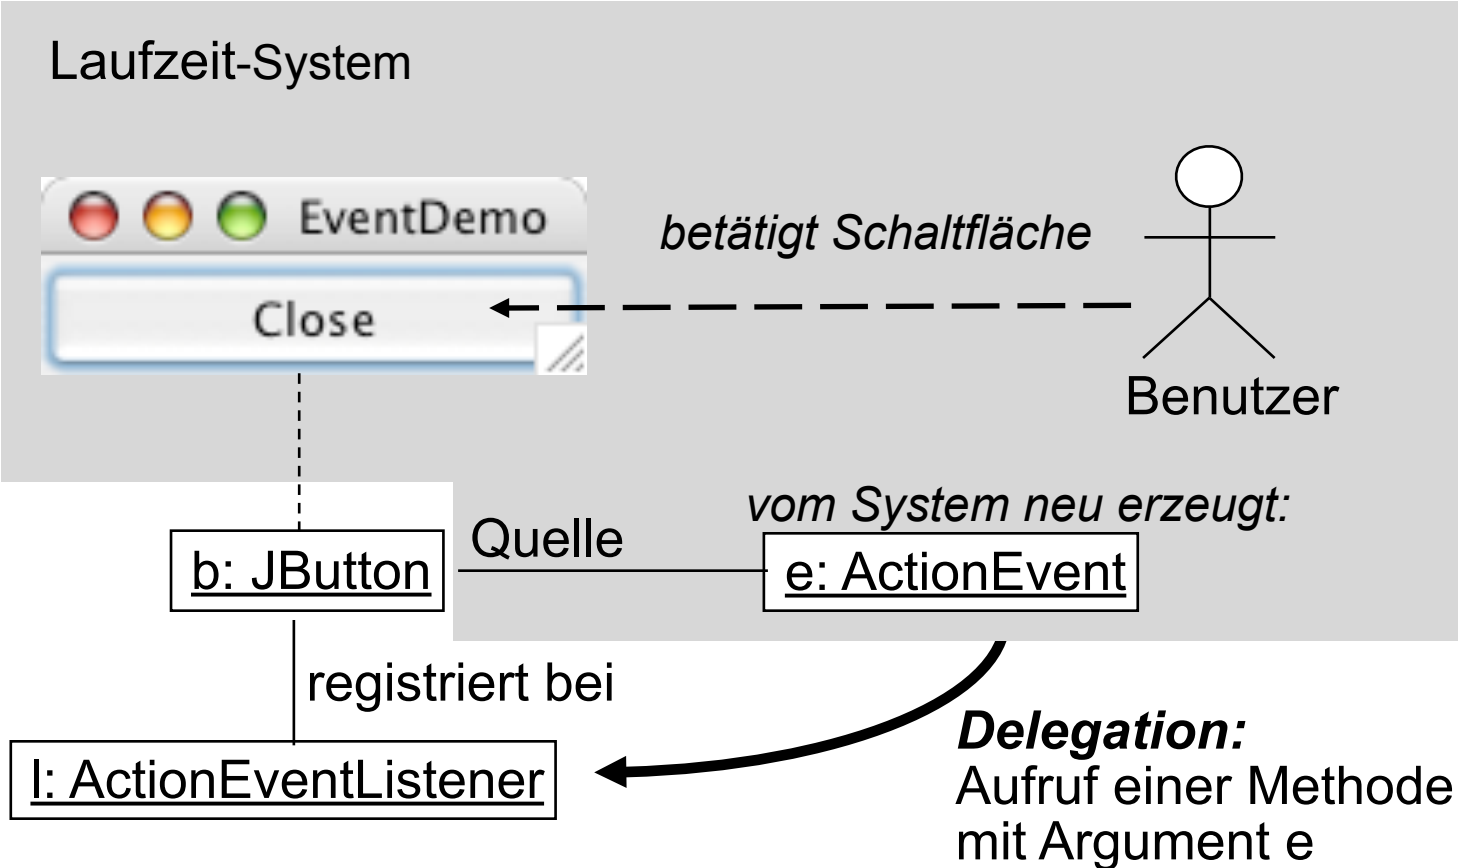 Laufzeit-System
EventDemo
betätigt Schaltfläche
Close
Benutzer
vom System neu erzeugt:
Quelle
b: JButton
e: ActionEvent
registriert bei
l: ActionEventListener
Delegation:
Aufruf einer Methode
mit Argument e